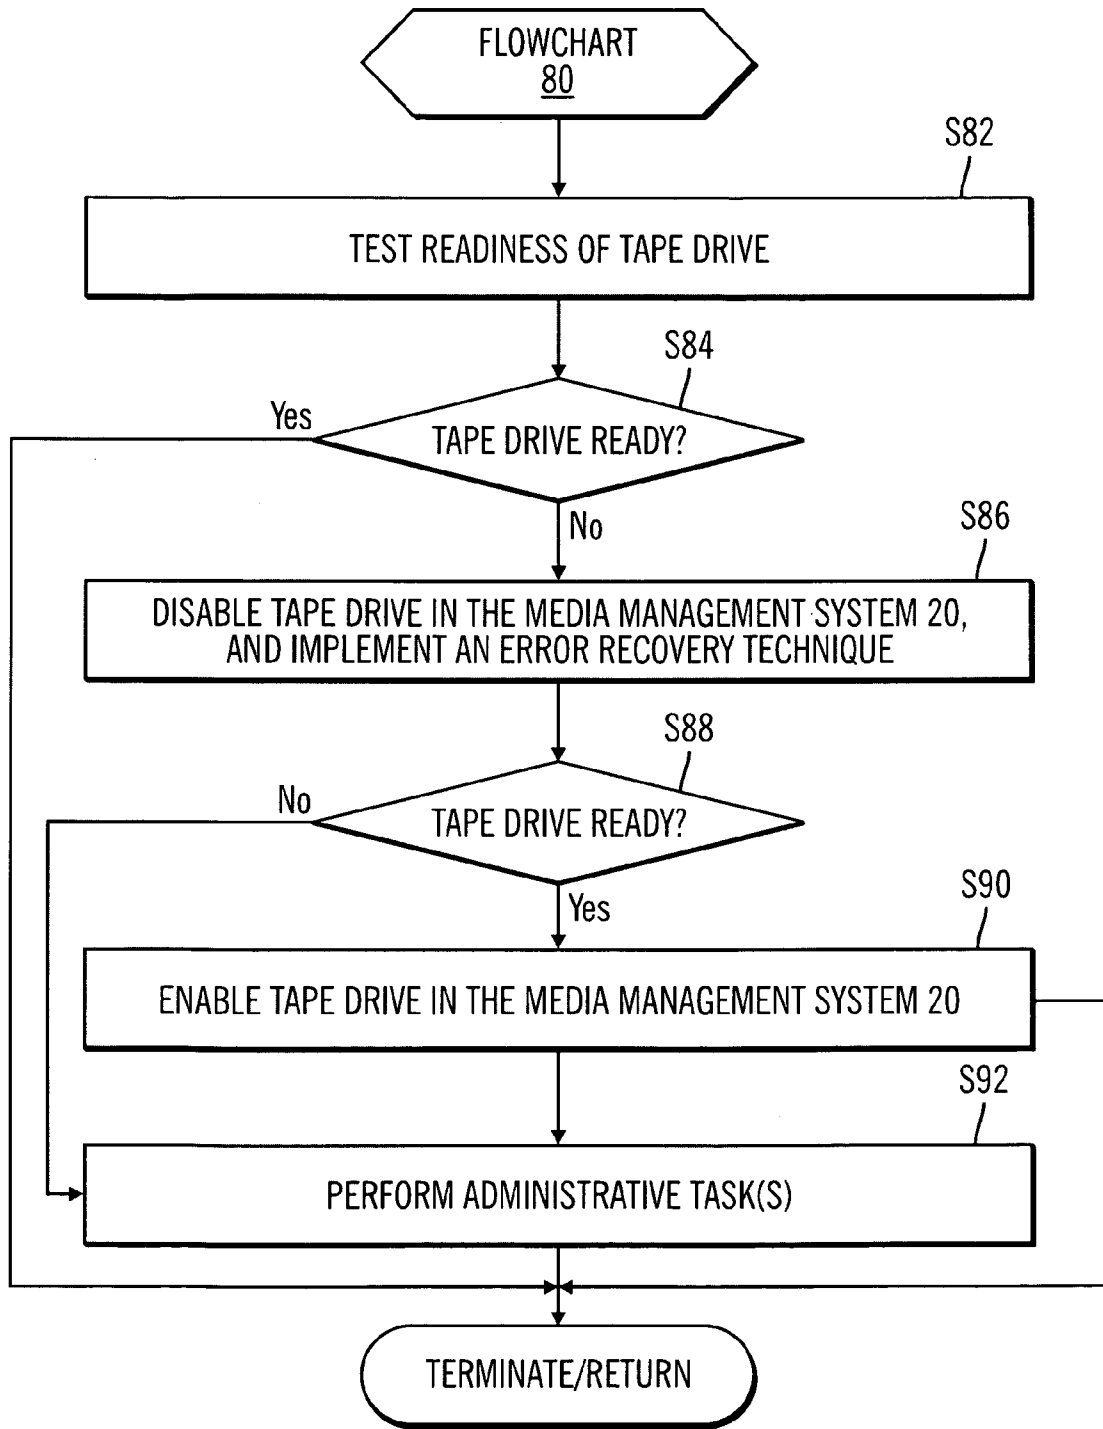 FLOWCHART
80
S82
TEST READINESS OF TAPE DRIVE
S84
Yes
TAPE DRIVE READY?
No
S86
DISABLE TAPE DRIVE IN THE MEDIA MANAGEMENT SYSTEM 20,
AND IMPLEMENT AN ERROR RECOVERY TECHNIQUE
S88
No
TAPE DRIVE READY?
Yes
S90
ENABLE TAPE DRIVE IN THE MEDIA MANAGEMENT SYSTEM 20
S92
PERFORM ADMINISTRATIVE TASK(S)
TERMINATE/RETURN